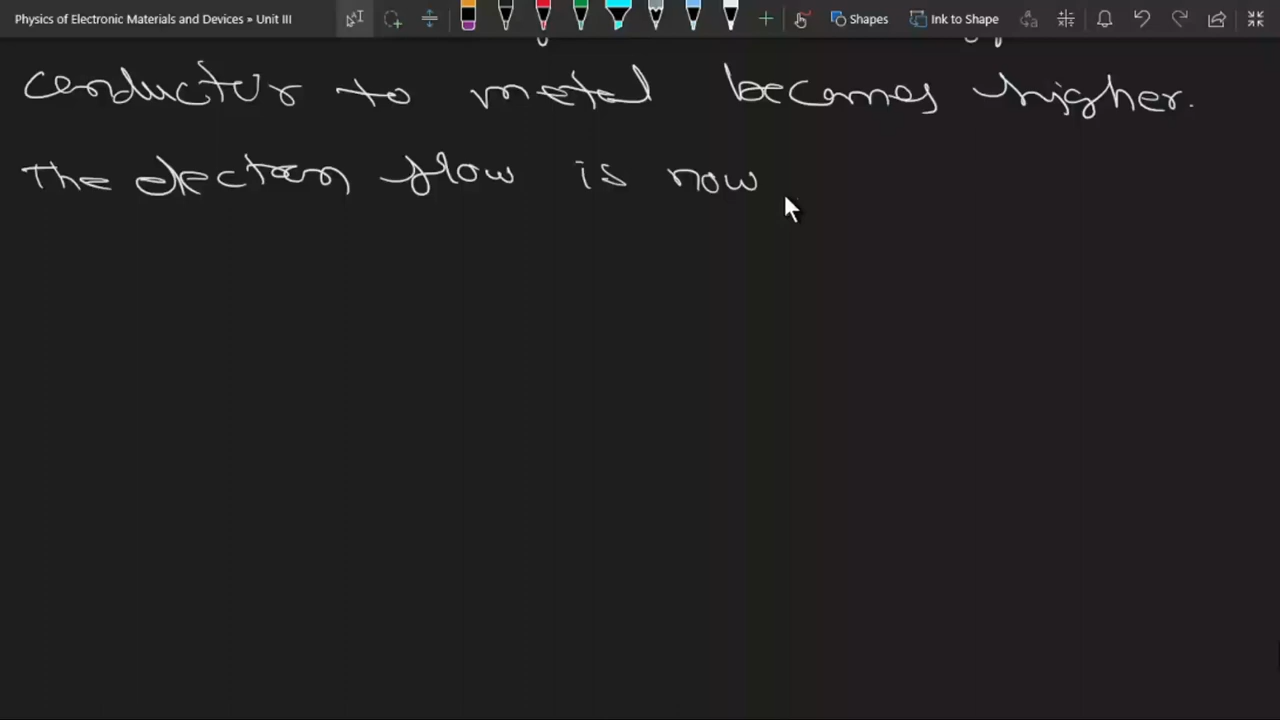 Physics of Electronic Materials and Devices » Unit III
Shapes
Ink to Shape
conductor to metal becomes higher.
The electron flow is now